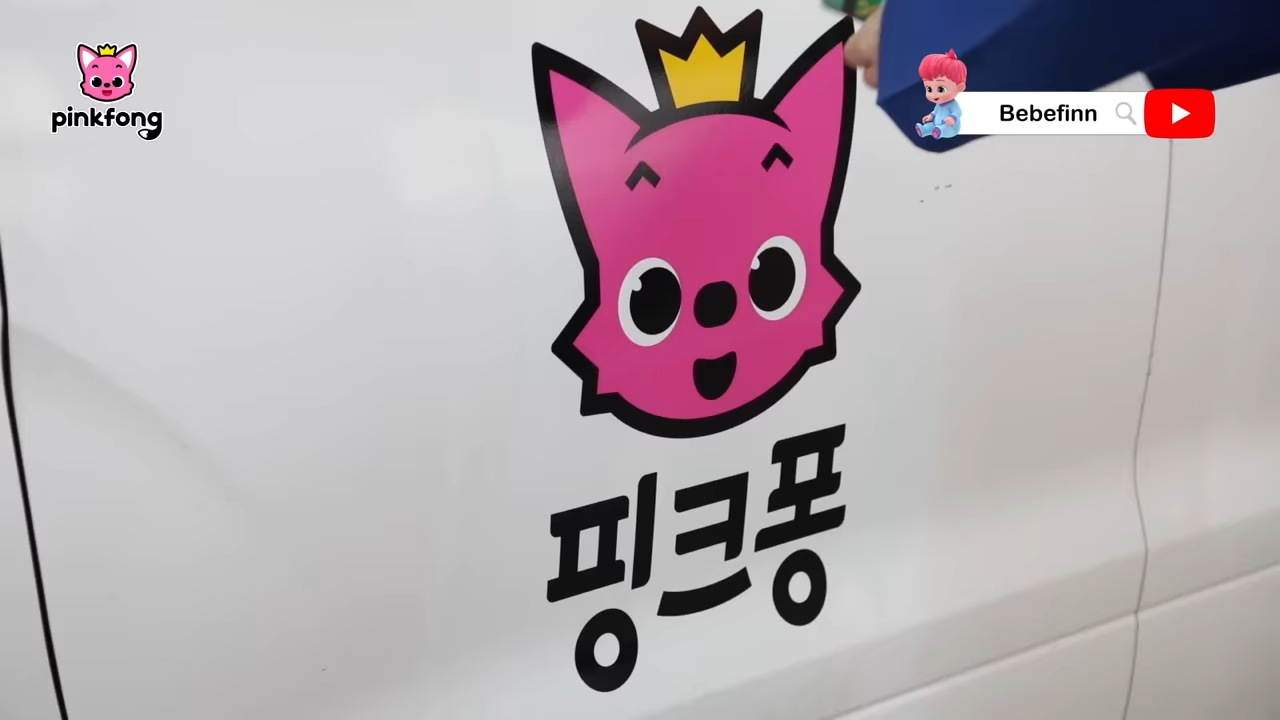 pinkfong
Bebefinn
핑크퐁